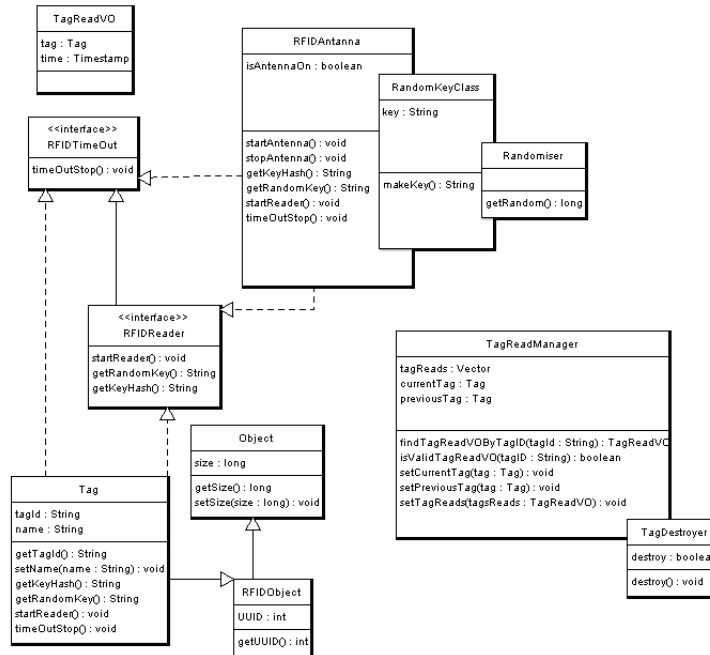 TagReadVO
tag : Tag
time : Timestamp
RFIDAntanna
isAntennaOn : boolean
startAntenna() : void
stopAntenna() : void
getKeyHash() : String
getRandomKey() : String
startReader() : void
timeOutStop() : void
RandomKeyClass
key : String
makeKey() : String
Randomiser
getRandom() : long
<<interface>>
RFIDTimeOut
timeOutStop() : void
<<interface>>
RFIDReader
startReader() : void
getRandomKey() : String
getKeyHash() : String
TagReadManager
tagReads : Vector
currentTag : Tag
previousTag : Tag
findTagReadVOByTagID(tagId : String) : TagReadVO
isValidTagReadVO(tagID : String) : boolean
setCurrentTag(tag : Tag) : void
setPreviousTag(tag : Tag) : void
setTagReads(tagsReads : TagReadVO) : void
Object
size : long
getSize() : long
setSize(size : long) : void
Tag
tagId : String
name : String
getTagId() : String
setName(name : String) : void
getKeyHash() : String
getRandomKey() : String
startReader() : void
timeOutStop() : void
TagDestroyer
destroy : boolea
destroy() : void
RFIDObject
UUID : int
getUUID() : int